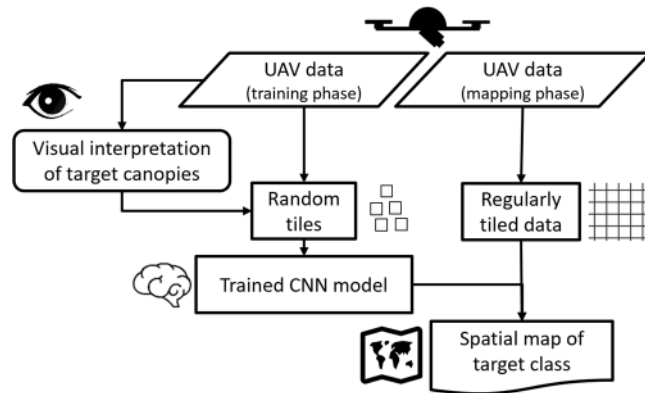 UAV data
(training phase)
UAV data
(mapping phase)
Visual interpretation
of target canopies
Random
tiles
Regularly
tiled data
Trained CNN model
Spatial map of
target class